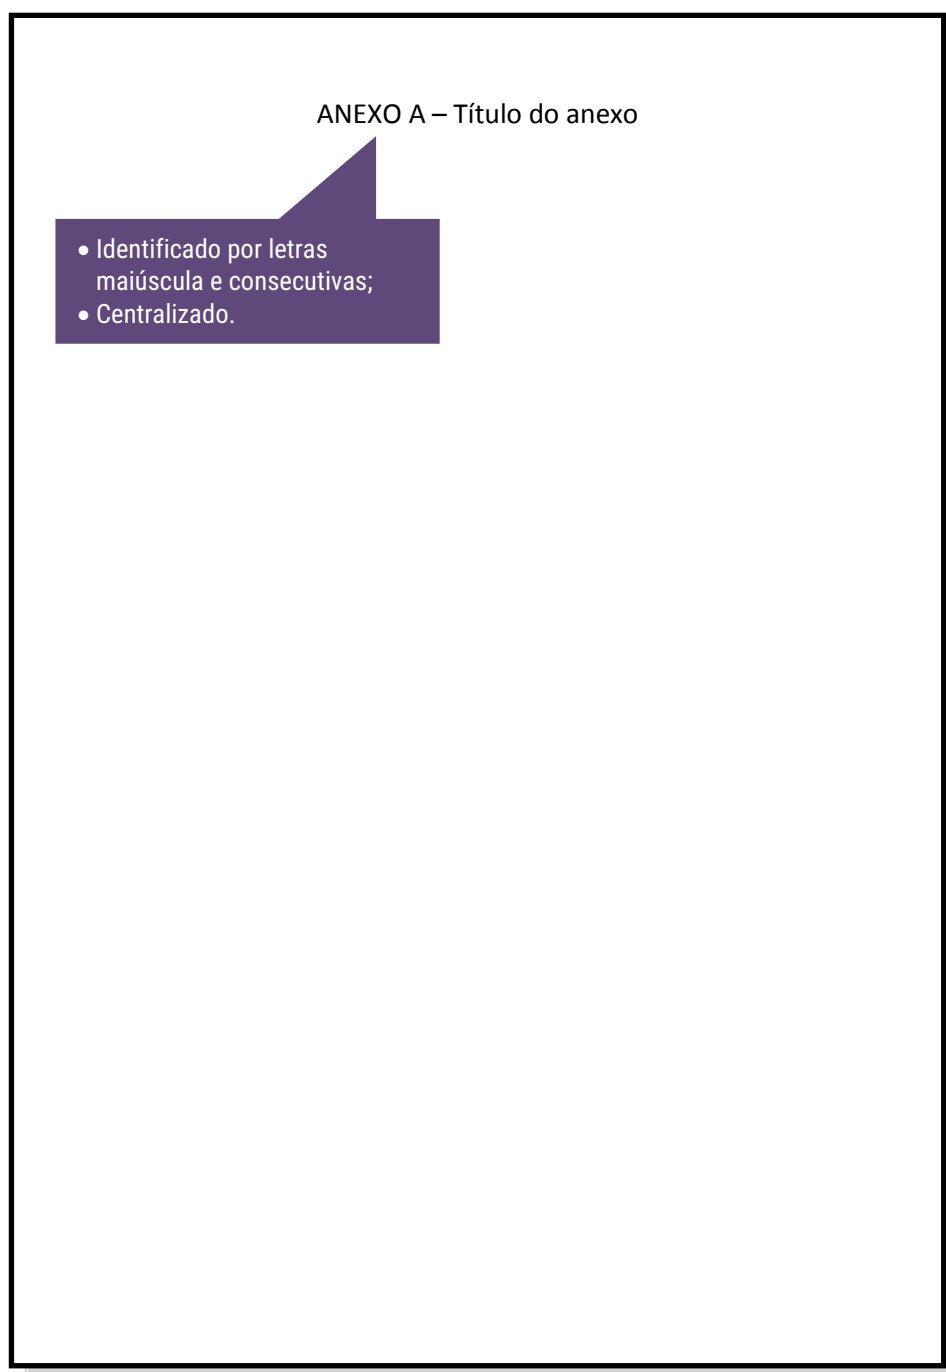 ANEXO A – Título do anexo
• Identificado por letras
maiúscula e consecutivas;
• Centralizado.